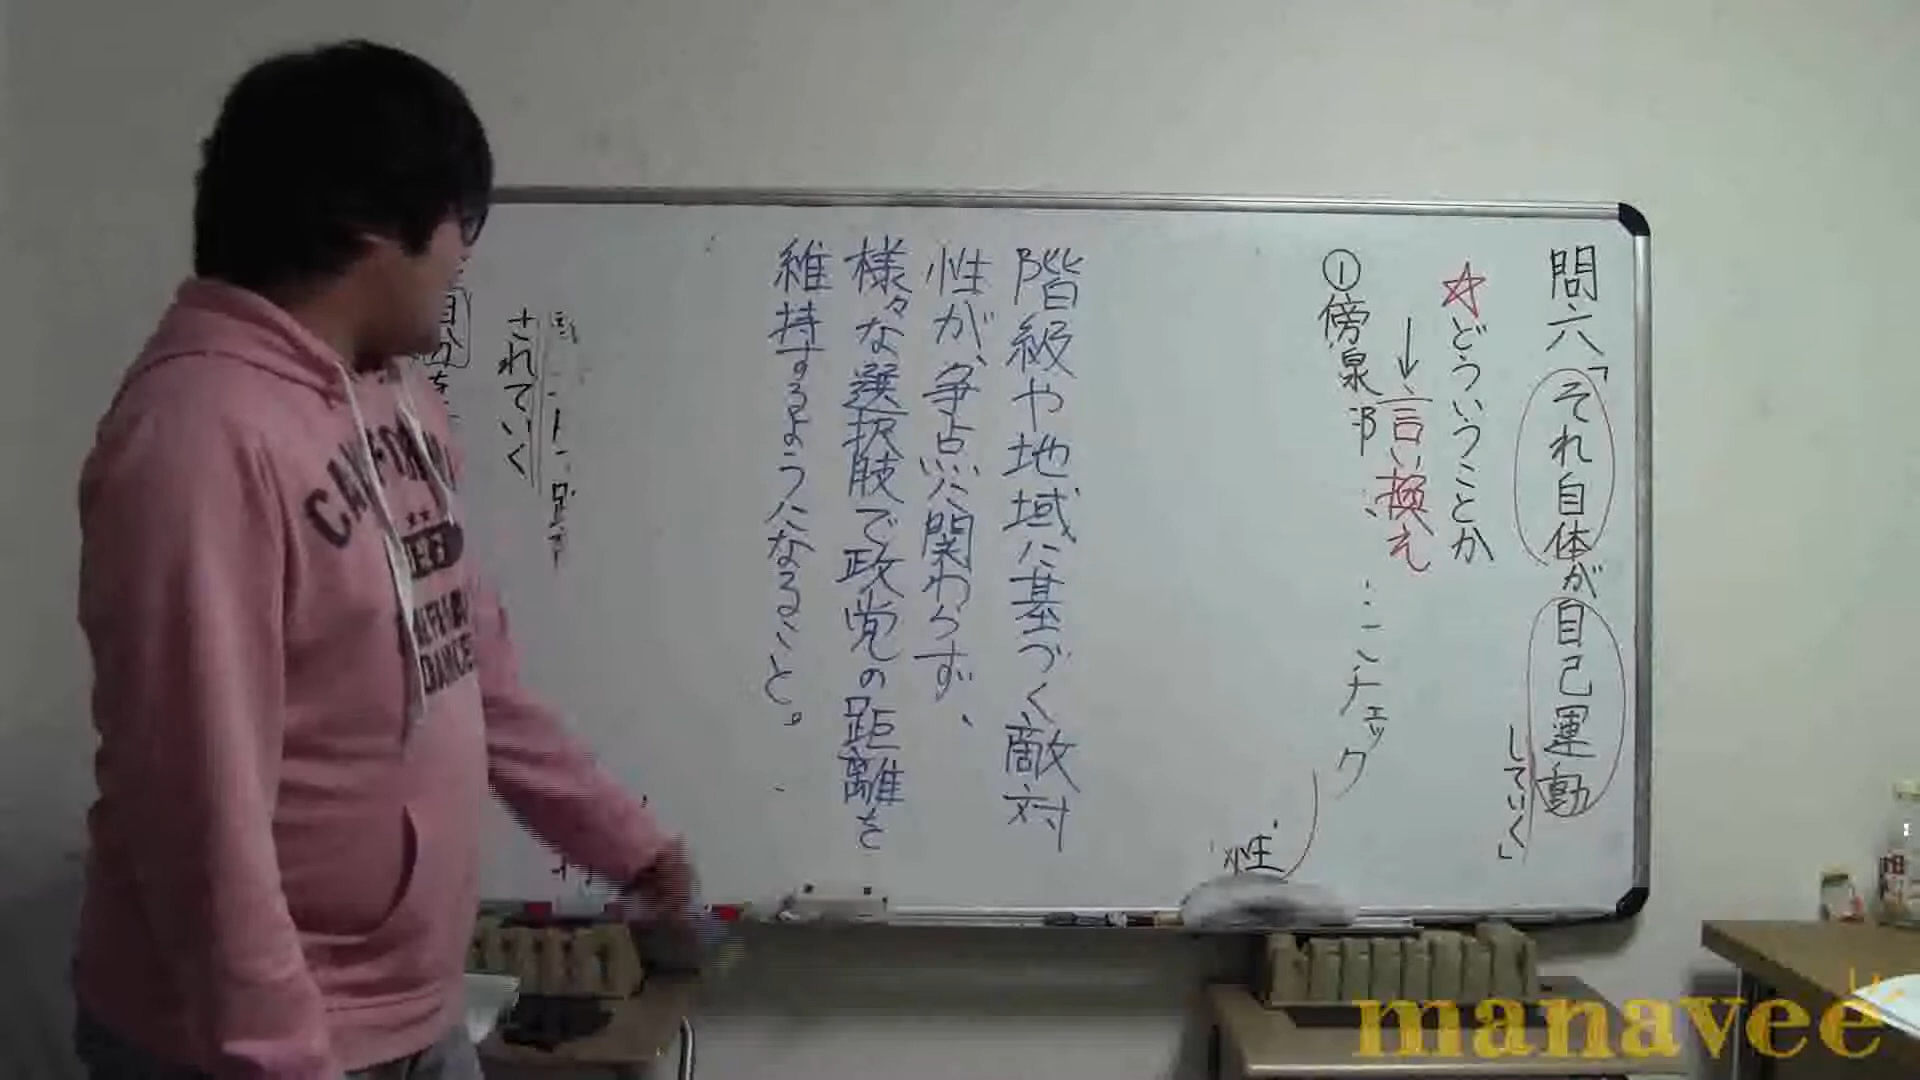 問六「それ自体が自己運動
していく」
☆どういうことか
↓言い換え
①傍泉部
チェック
性
階級や地域に基づく敵対
性が、争点に関わらず、
様々な選択肢で政党の距離を
維持するようになること。
されていく
自分を
manavee